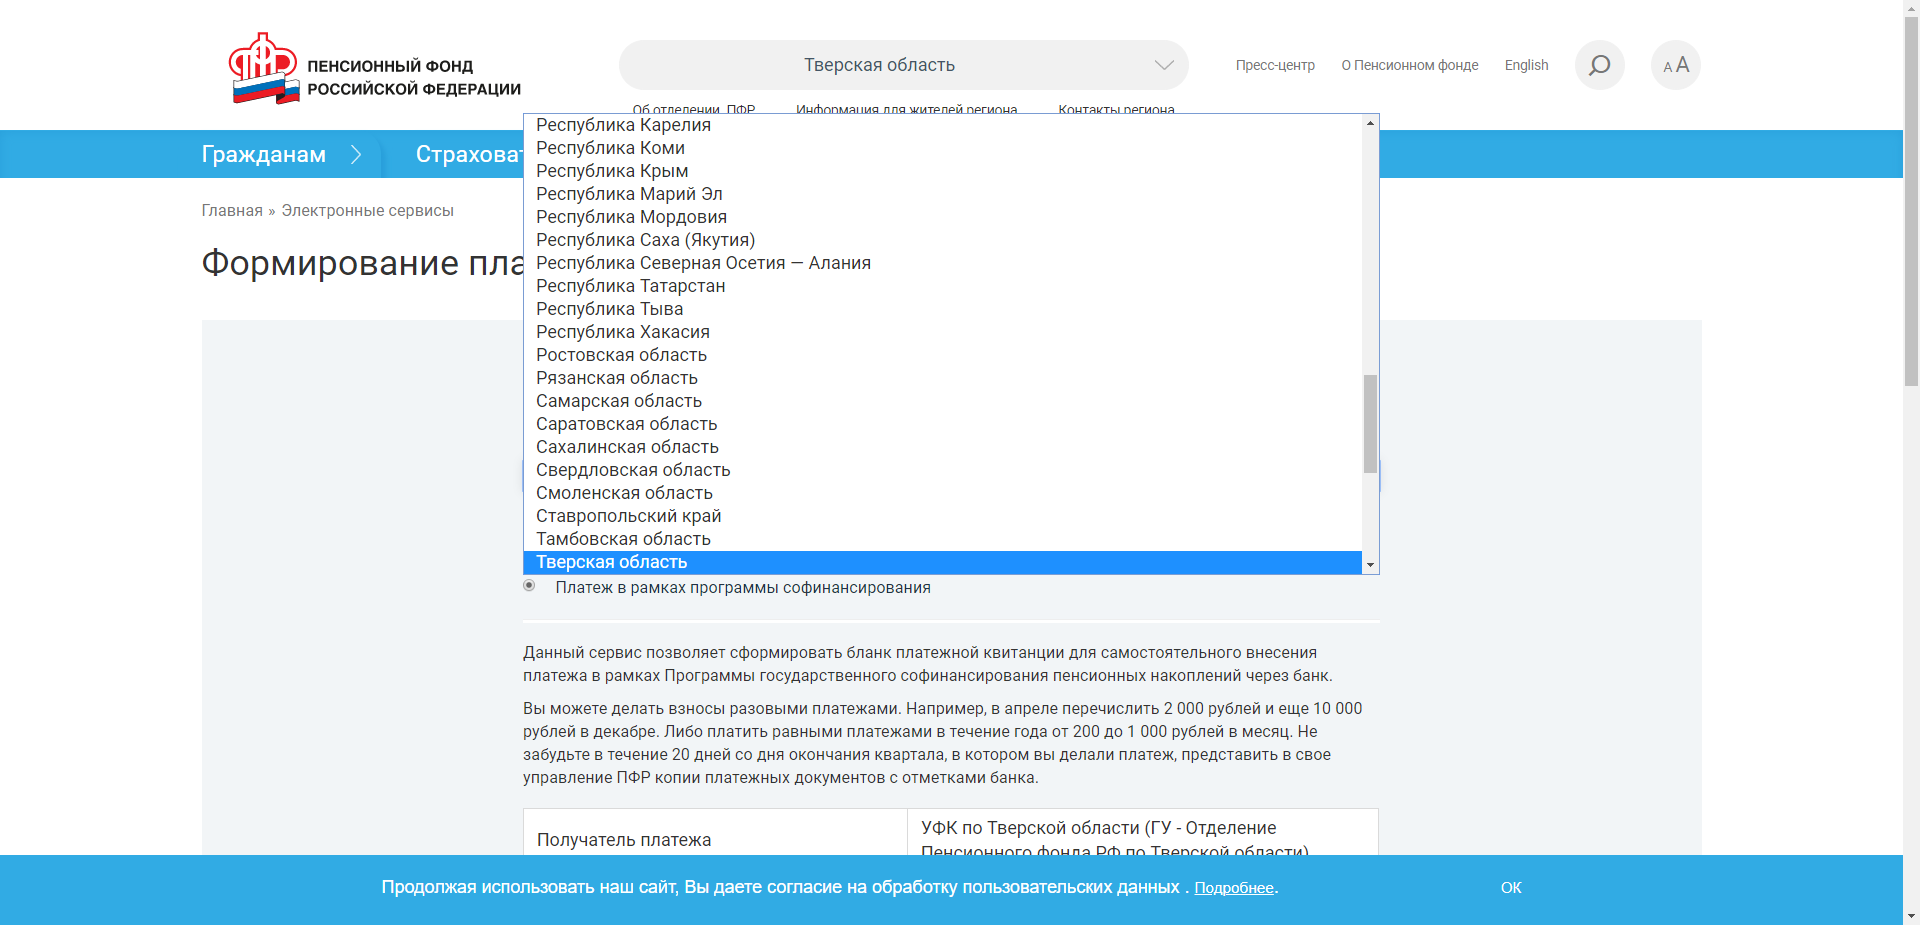 ПЕНСИОННЫЙ ФОНД
РОССИЙСКОЙ ФЕДЕРАЦИИ
Тверская область
Пресс-центр
О Пенсионном фонде
English
А А
Об отделении ПФР
Информация для жителей региона
Контакты региона
Гражданам
Страховат
Главная » Электронные сервисы
Формирование пла
Республика Карелия
Республика Коми
Республика Крым
Республика Марий Эл
Республика Мордовия
Республика Саха (Якутия)
Республика Северная Осетия — Алания
Республика Татарстан
Республика Тыва
Республика Хакасия
Ростовская область
Рязанская область
Самарская область
Саратовская область
Сахалинская область
Свердловская область
Смоленская область
Ставропольский край
Тамбовская область
Тверская область
Платеж в рамках программы софинансирования
Данный сервис позволяет сформировать бланк платежной квитанции для самостоятельного внесения
платежа в рамках Программы государственного софинансирования пенсионных накоплений через банк.
Вы можете делать взносы разовыми платежами. Например, в апреле перечислить 2 000 рублей и еще 10 000
рублей в декабре. Либо платить равными платежами в течение года от 200 до 1 000 рублей в месяц. Не
забудьте в течение 20 дней со дня окончания квартала, в котором вы делали платеж, представить в свое
управление ПФР копии платежных документов с отметками банка.
Получатель платежа
УФК по Тверской области (ГУ - Отделение
Пенсионного фонда РФ по Тверской области)
Продолжая использовать наш сайт, Вы даете согласие на обработку пользовательских данных . Подробнее.
ОК